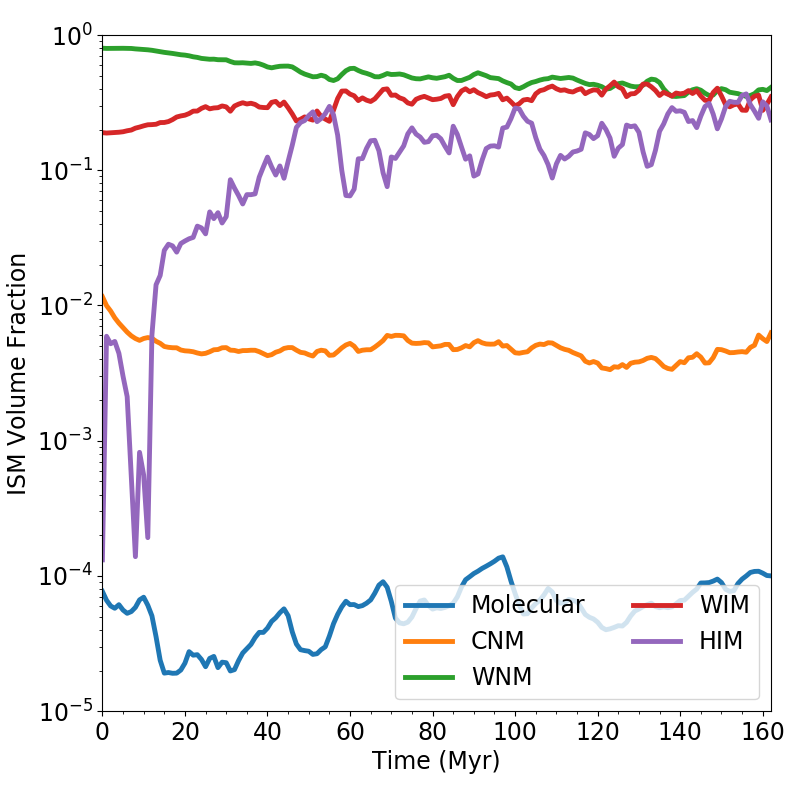 10^0
10^-1
10^-2
10^-3
10^-4
10^-5
ISM Volume Fraction
Molecular
CNM
WNM
WIM
HIM
0 20 40 60 80 100 120 140 160
Time (Myr)